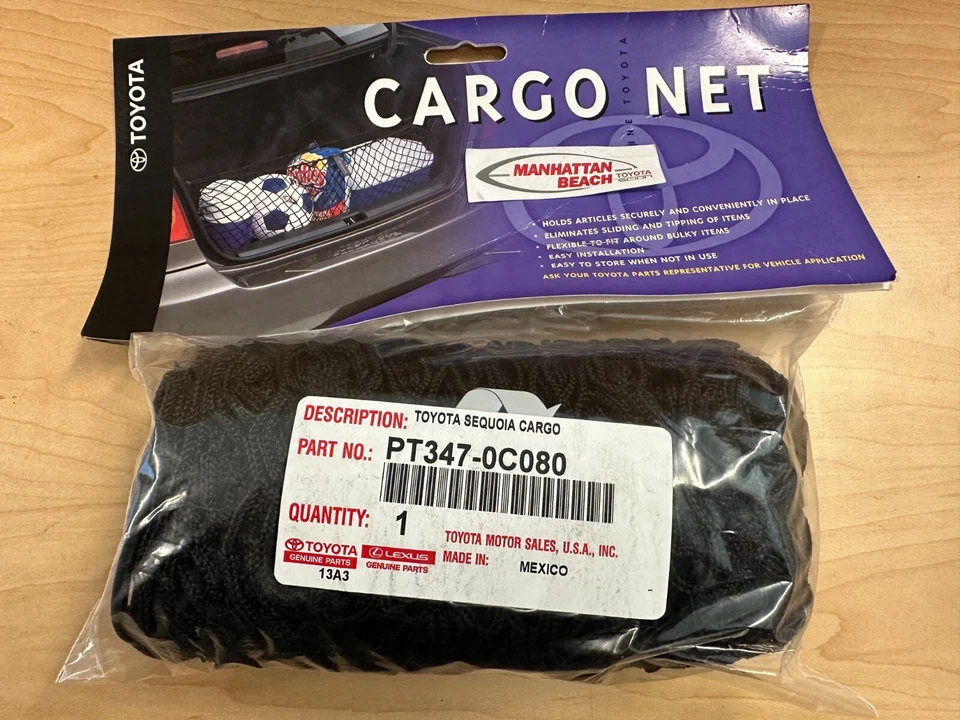 TOYOTA
CARGO NET
INE TOYOTA
MANHATTAN
BEACH
TOYOTA
SCION
• HOLDS ARTICLES SECURELY AND CONVENIENTLY IN PLACE
• ELIMINATES SLIDING AND TIPPING OF ITEMS
• FLEXIBLE TO FIT AROUND BULKY ITEMS
• EASY INSTALLATION
• EASY TO STORE WHEN NOT IN USE
ASK YOUR TOYOTA PARTS REPRESENTATIVE FOR VEHICLE APPLICATION
DESCRIPTION: TOYOTA SEQUOIA CARGO
PART NO.: PT347-0C080
QUANTITY: 1
TOYOTA MOTOR SALES, U.S.A., INC.
MADE IN: MEXICO
TOYOTA
GENUINE PARTS
LEXUS
GENUINE PARTS
13A3